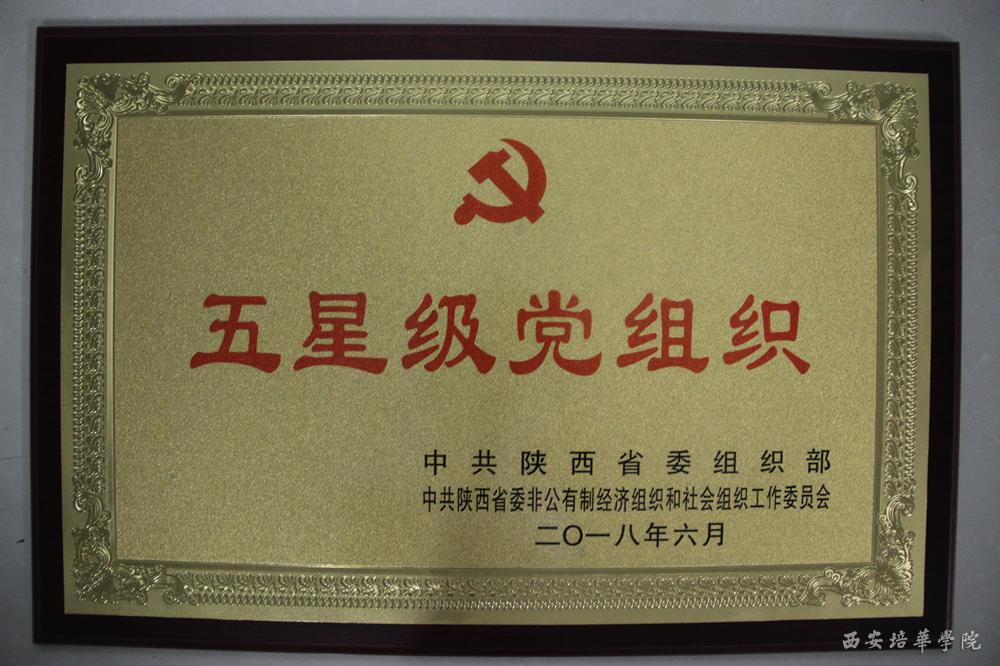 五星级党组织
中共陕西省委组织部
中共陕西省委非公有制经济组织和社会组织工作委员会
二〇一八年六月
西安培華學院